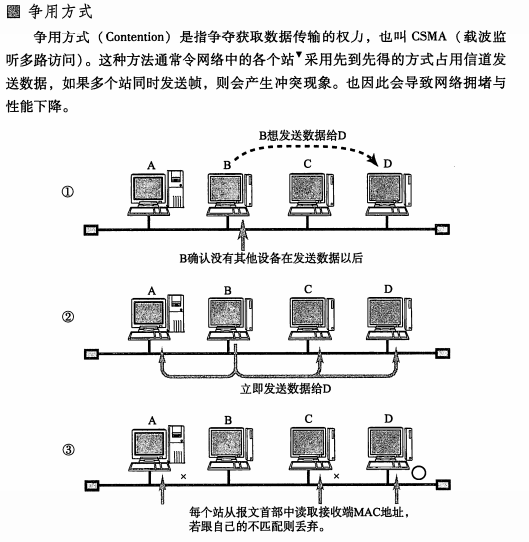 争用方式
争用方式（Contention）是指争夺获取数据传输的权力，也叫 CSMA（载波监
听多路访问）。这种方法通常令网络中的各个站▼采用先到先得的方式占用信道发
送数据，如果多个站同时发送帧，则会产生冲突现象。也因此会导致网络拥堵与
性能下降。
B想发送数据给D
A B C D
①
B确认没有其他设备在发送数据以后
A B C D
②
立即发送数据给D
A B C D
③
× ×
每个站从报文首部中读取接收端MAC地址，
若跟自己的不匹配则丢弃。